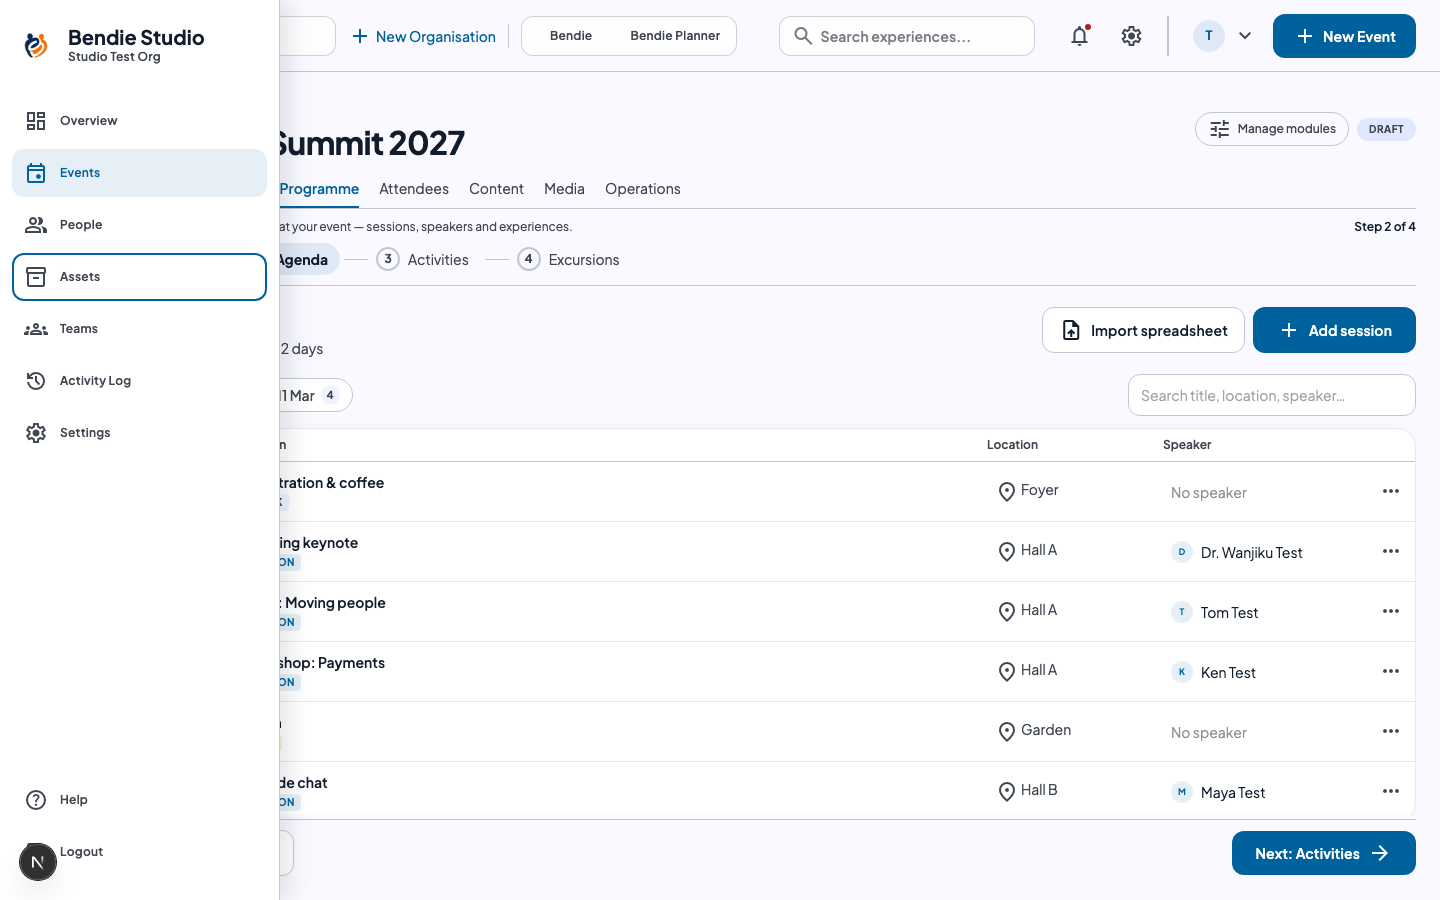 Bendie Studio
Studio Test Org
Overview
Events
People
Assets
Teams
Activity Log
Settings
Help
Logout
New Organisation
Bendie
Bendie Planner
Search experiences...
T
New Event
Summit 2027
Manage modules
DRAFT
Programme
Attendees
Content
Media
Operations
at your event — sessions, speakers and experiences.
Step 2 of 4
Agenda
3 Activities
4 Excursions
2 days
Import spreadsheet
Add session
11 Mar 4
Search title, location, speaker...
Location
Speaker
tration & coffee
Foyer
No speaker
ing keynote
ON
Hall A
D Dr. Wanjiku Test
: Moving people
ON
Hall A
T Tom Test
shop: Payments
ON
Hall A
K Ken Test
Garden
No speaker
de chat
ON
Hall B
M Maya Test
N
Next: Activities